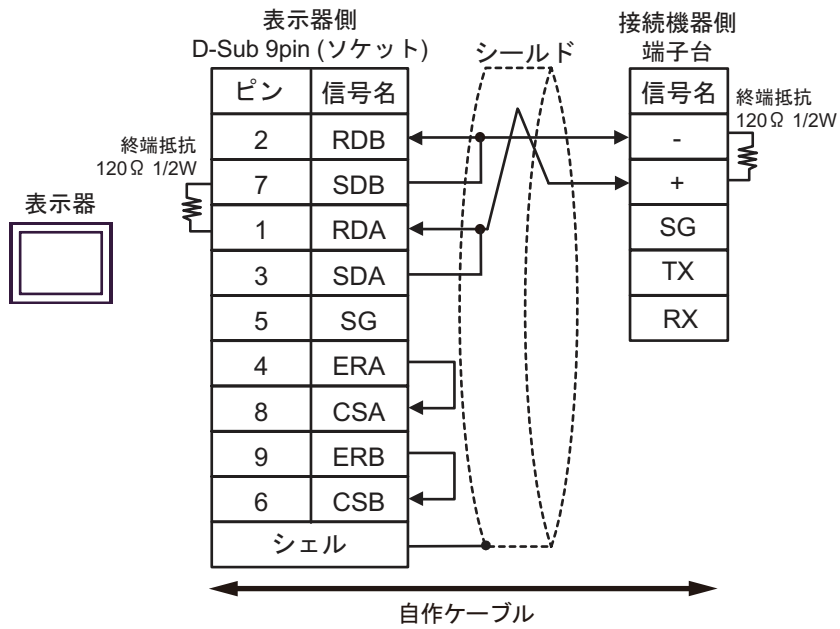 表示器側
D-Sub 9pin (ソケット)
シールド
接続機器側
端子台
ピン 信号名
信号名
終端抵抗
120Ω 1/2W
終端抵抗
120Ω 1/2W
表示器
2 RDB
7 SDB
1 RDA
3 SDA
5 SG
4 ERA
8 CSA
9 ERB
6 CSB
シェル
-
+
SG
TX
RX
自作ケーブル